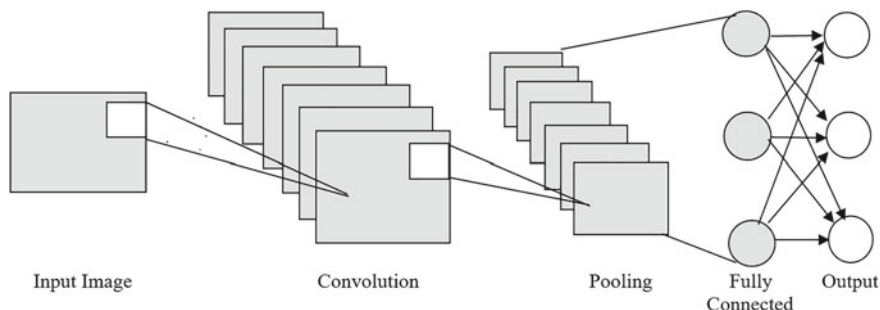 Input Image
Convolution
Pooling
Fully
Connected
Output